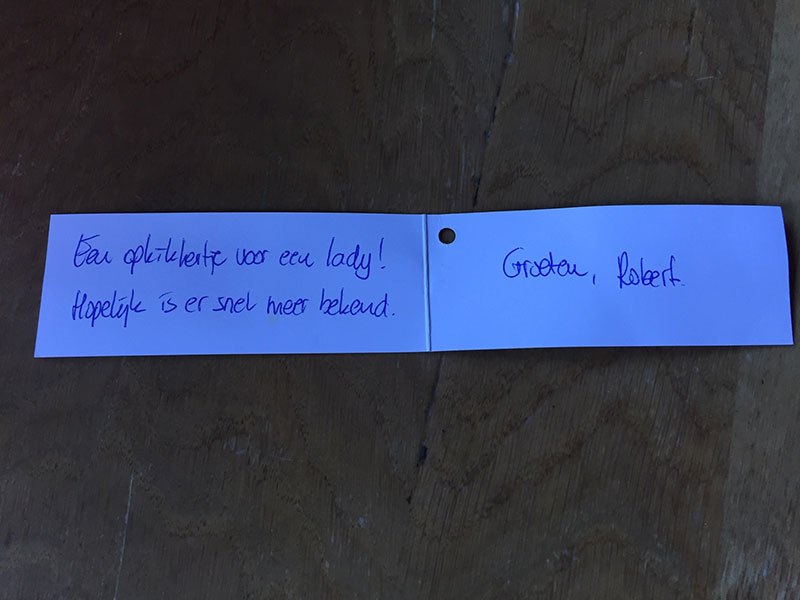 Een opkikkertje voor een lady!
Hopelijk is er snel meer bekend.
Groeten, Robert.